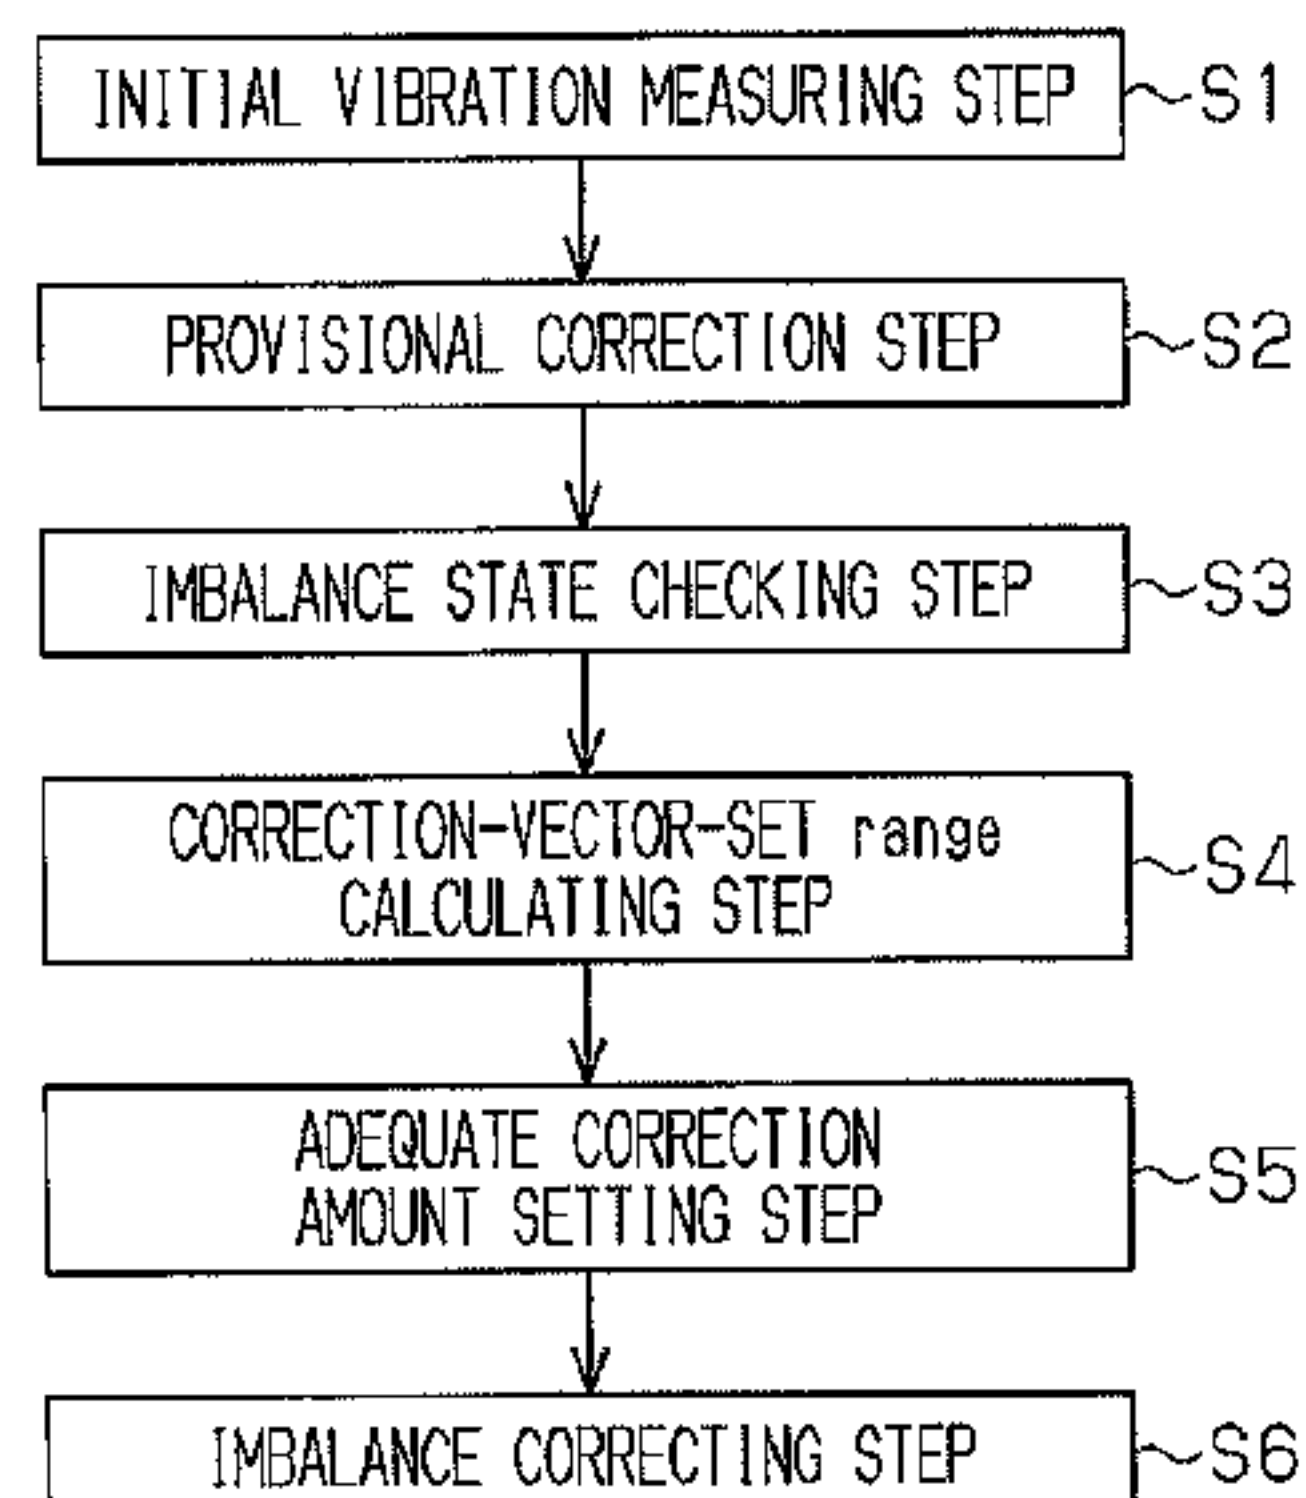 INITIAL VIBRATION MEASURING STEP S1
PROVISIONAL CORRECTION STEP S2
IMBALANCE STATE CHECKING STEP S3
CORRECTION-VECTOR-SET range
CALCULATING STEP S4
ADEQUATE CORRECTION
AMOUNT SETTING STEP S5
IMBALANCE CORRECTING STEP S6